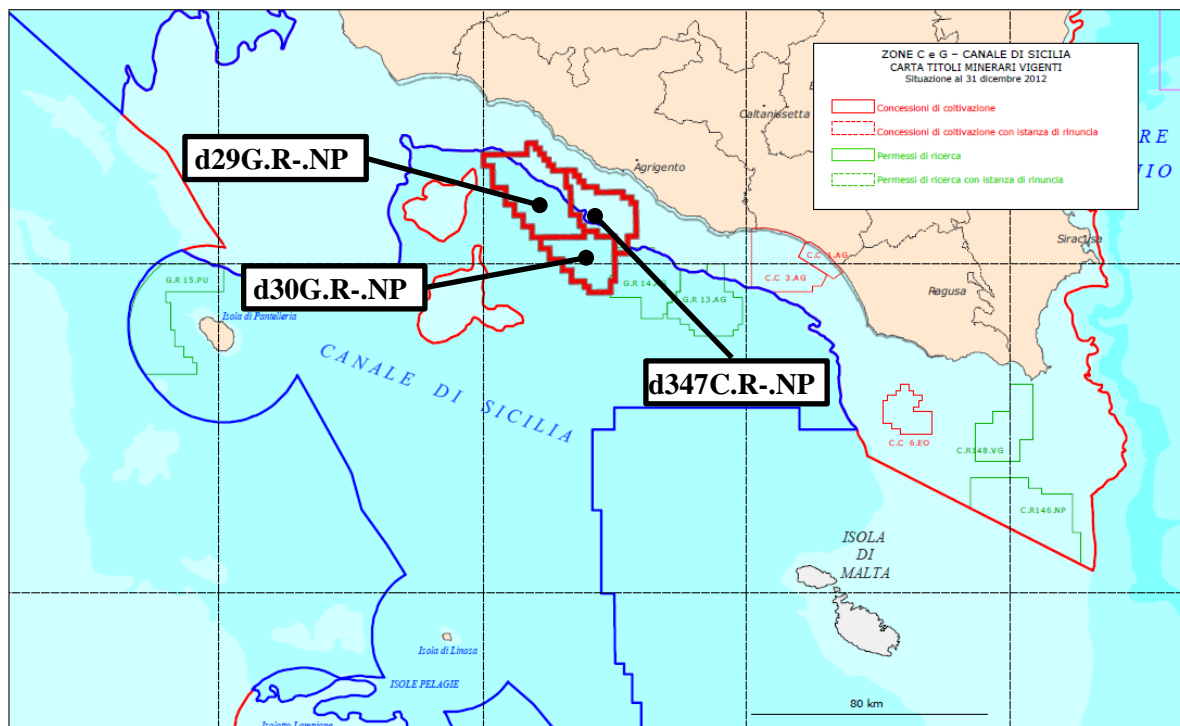 ZONE C e G – CANALE DI SICILIA
CARTA TITOLI MINERARI VIGENTI
Situazione al 31 dicembre 2012
Concessioni di coltivazione
Concessioni di coltivazione con istanza di rinuncia
Permessi di ricerca
Permessi di ricerca con istanza di rinuncia
Caltanissetta
d29G.R-.NP
Agrigento
Siracusa
C.C 3.AG
G.R 15.PU
d30G.R-.NP
G.R 13.AG
Ragusa
Isola di Pantelleria
CANALE DI SICILIA
d347C.R-.NP
C.C 6.EO
C.R148.VG
C.R146.NP
ISOLA
DI
MALTA
Isola di Linosa
ISOLE PELAGIE
80 km